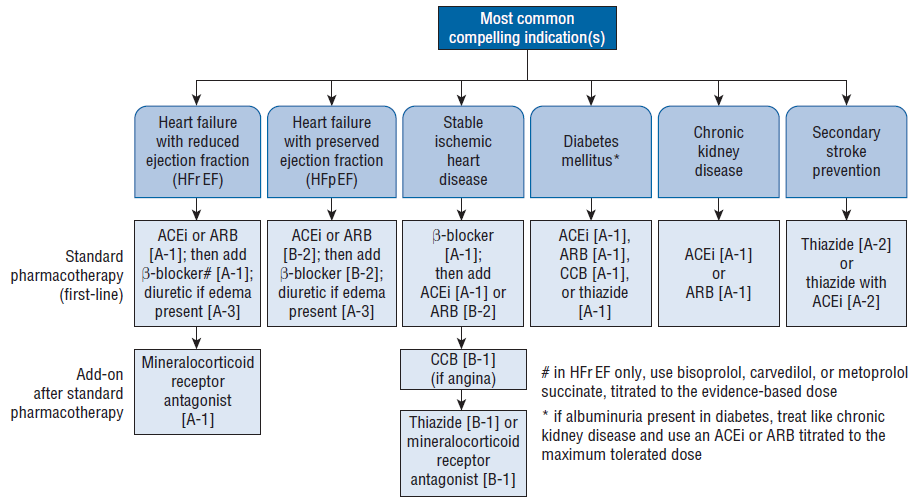 Most common
compelling indication(s)
Heart failure
with reduced
ejection fraction
(HFr EF)
Heart failure
with preserved
ejection fraction
(HFpEF)
Stable
ischemic
heart
disease
Diabetes
mellitus*
Chronic
kidney
disease
Secondary
stroke
prevention
Standard
pharmacotherapy
(first-line)
ACEi or ARB
[A-1]; then add
β-blocker# [A-1];
diuretic if edema
present [A-3]
ACEi or ARB
[B-2]; then add
β-blocker [B-2];
diuretic if edema
present [A-3]
β-blocker
[A-1];
then add
ACEi [A-1] or
ARB [B-2]
ACEi [A-1],
ARB [A-1],
CCB [A-1],
or thiazide
[A-1]
ACEi [A-1]
or
ARB [A-1]
Thiazide [A-2]
or
thiazide with
ACEi [A-2]
Add-on
after standard
pharmacotherapy
Mineralocorticoid
receptor
antagonist
[A-1]
CCB [B-1]
(if angina)
Thiazide [B-1] or
mineralocorticoid
receptor
antagonist [B-1]
# in HFr EF only, use bisoprolol, carvedilol, or metoprolol
succinate, titrated to the evidence-based dose
* if albuminuria present in diabetes, treat like chronic
kidney disease and use an ACEi or ARB titrated to the
maximum tolerated dose